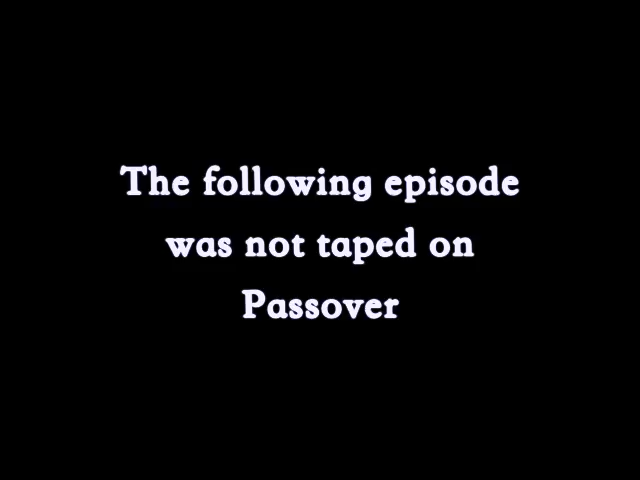 The following episode
was not taped on
Passover